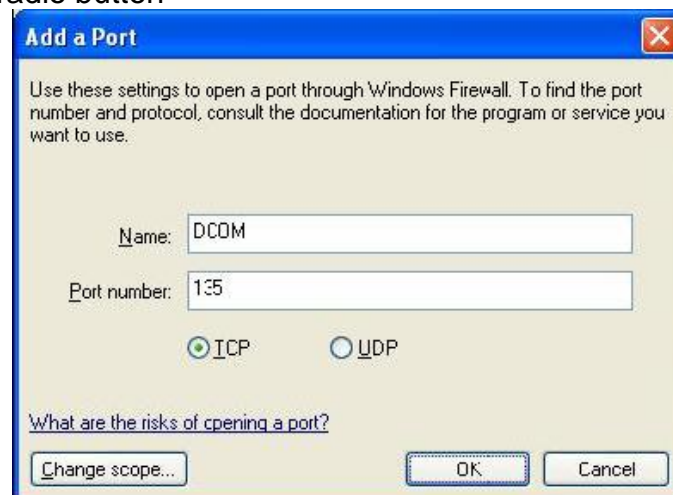 radio button
Add a Port
Use these settings to open a port through Windows Firewall. To find the port
number and protocol, consult the documentation for the program or service you
want to use.
Name: DCOM
Port number: 135
TCP UDP
What are the risks of opening a port?
Change scope... OK Cancel